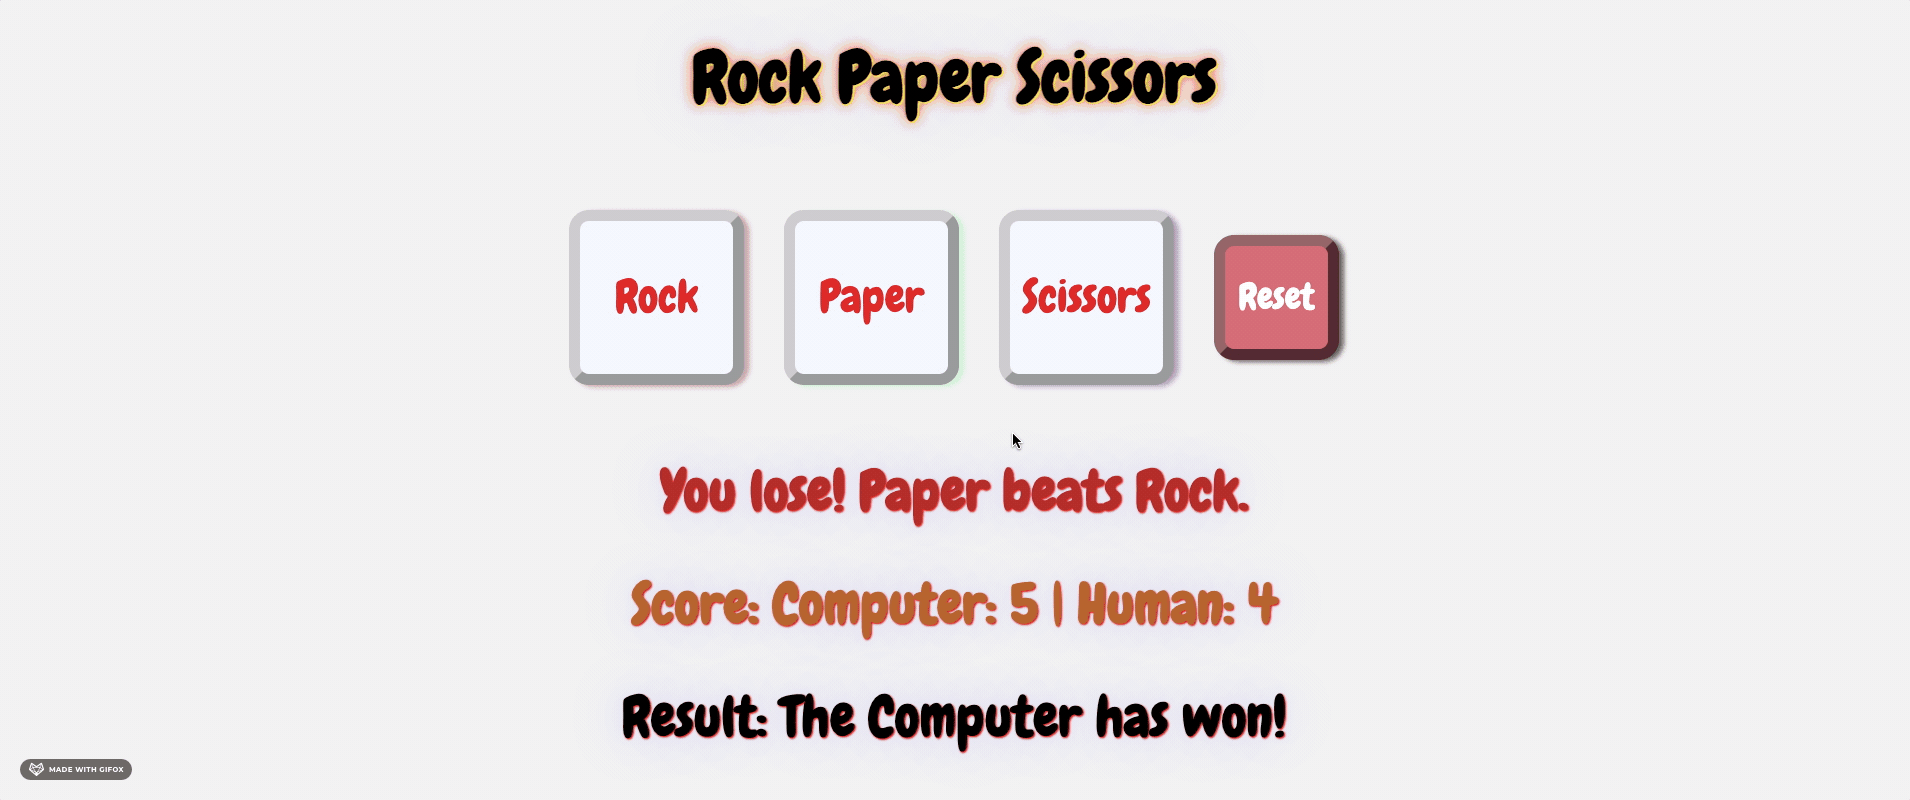 Rock Paper Scissors
Rock
Paper
Scissors
Reset
You lose! Paper beats Rock.
Score: Computer: 5 | Human: 4
Result: The Computer has won!
MADE WITH GIFOX